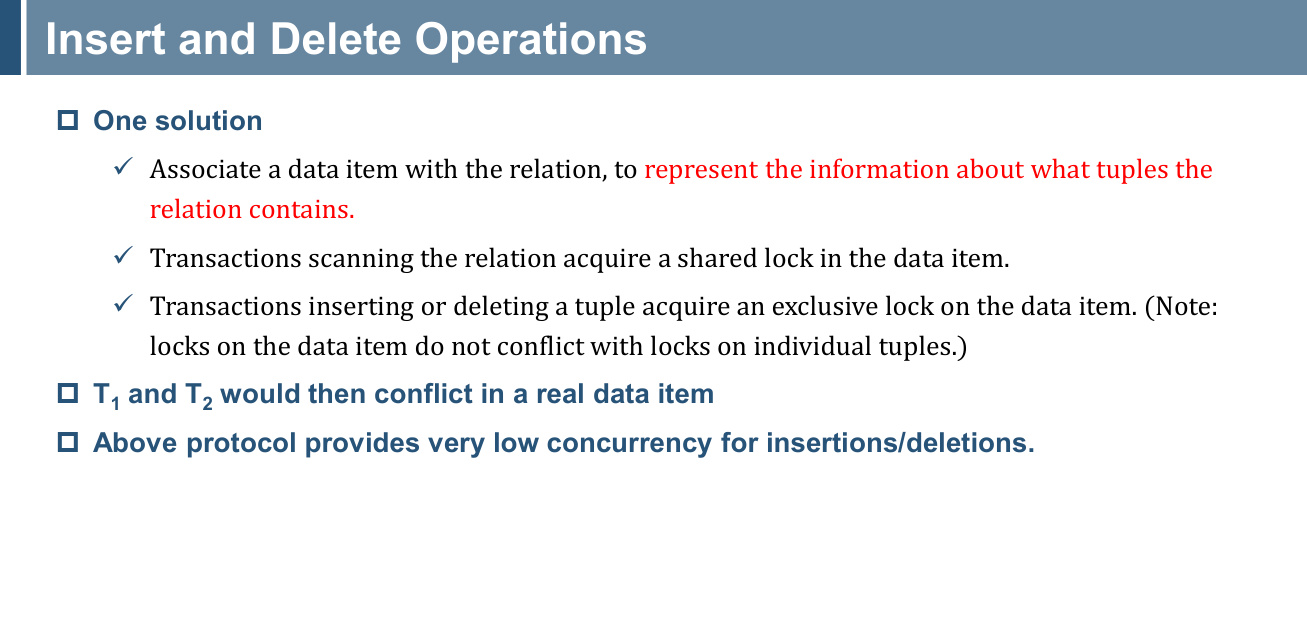 Insert and Delete Operations
One solution
Associate a data item with the relation, to represent the information about what tuples the
relation contains.
Transactions scanning the relation acquire a shared lock in the data item.
Transactions inserting or deleting a tuple acquire an exclusive lock on the data item. (Note:
locks on the data item do not conflict with locks on individual tuples.)
T1 and T2 would then conflict in a real data item
Above protocol provides very low concurrency for insertions/deletions.